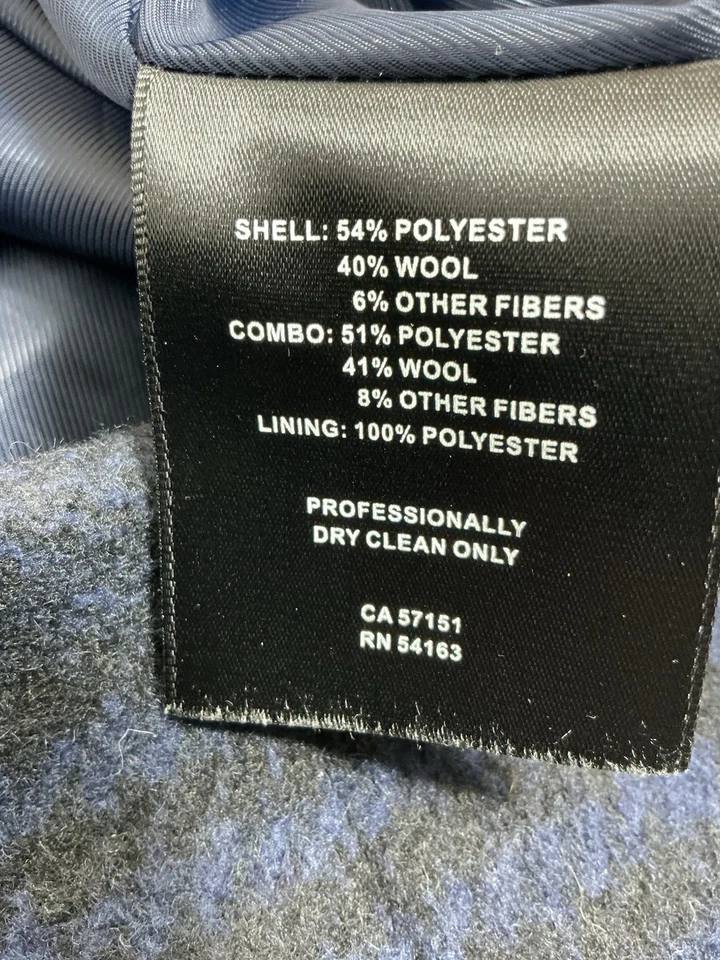 SHELL: 54% POLYESTER
40% WOOL
6% OTHER FIBERS
COMBO: 51% POLYESTER
41% WOOL
8% OTHER FIBERS
LINING: 100% POLYESTER
PROFESSIONALLY
DRY CLEAN ONLY
CA 57151
RN 54163